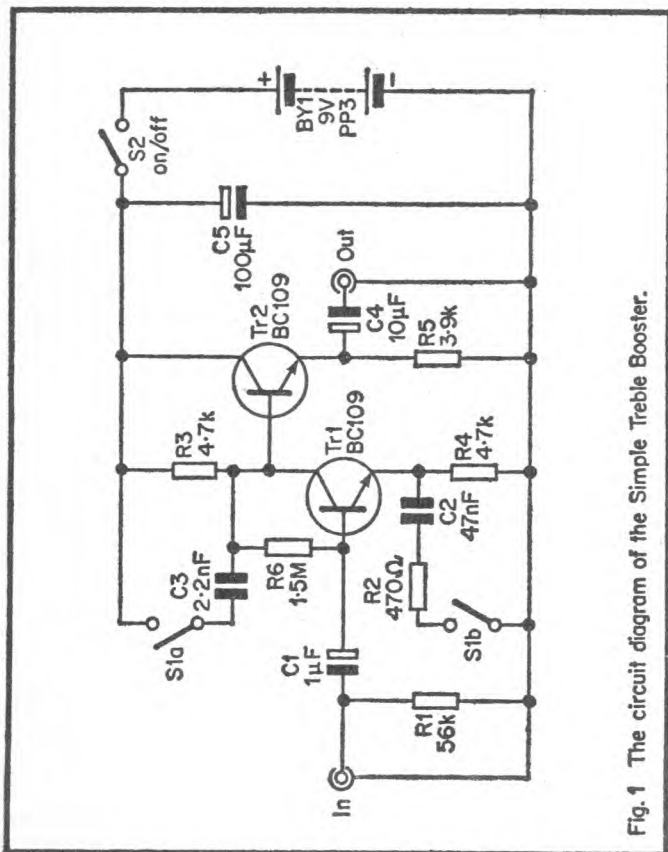 S2
on/off
+
BY1
9V
PP3
−
C5
100µF
Tr2
BC109
Out
C4
10µF
R5
3·9k
R3
4·7k
Tr1
BC109
R4
4·7k
S1a
C3
2·2nF
R6
1·5M
C2
47nF
R2
470Ω
S1b
C1
1µF
R1
56k
In
Fig. 1 The circuit diagram of the Simple Treble Booster.